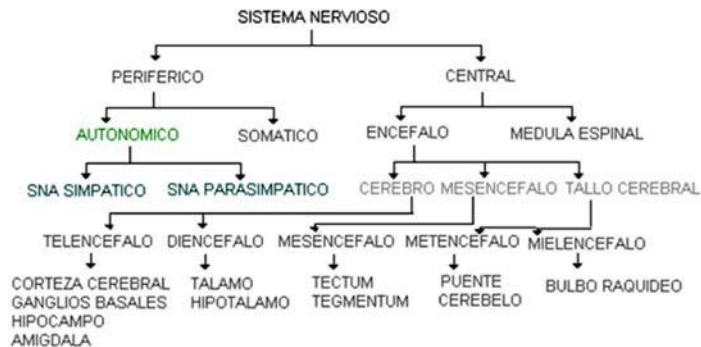 SISTEMA NERVIOSO
PERIFERICO CENTRAL
AUTONOMICO SOMATICO ENCEFALO MEDULA ESPINAL
SNA SIMPATICO SNA PARASIMPATICO CEREBRO MESENCEFALO TALLO CEREBRAL
TELENCEFALO DIENCEFALO MESENCEFALO METENCEFALO MIELENCEFALO
CORTEZA CEREBRAL TALAMO TECTUM PUENTE BULBO RAQUIDEO
GANGLIOS BASALES HIPOTALAMO TEGMENTUM CEREBELO
HIPOCAMPO
AMIGDALA